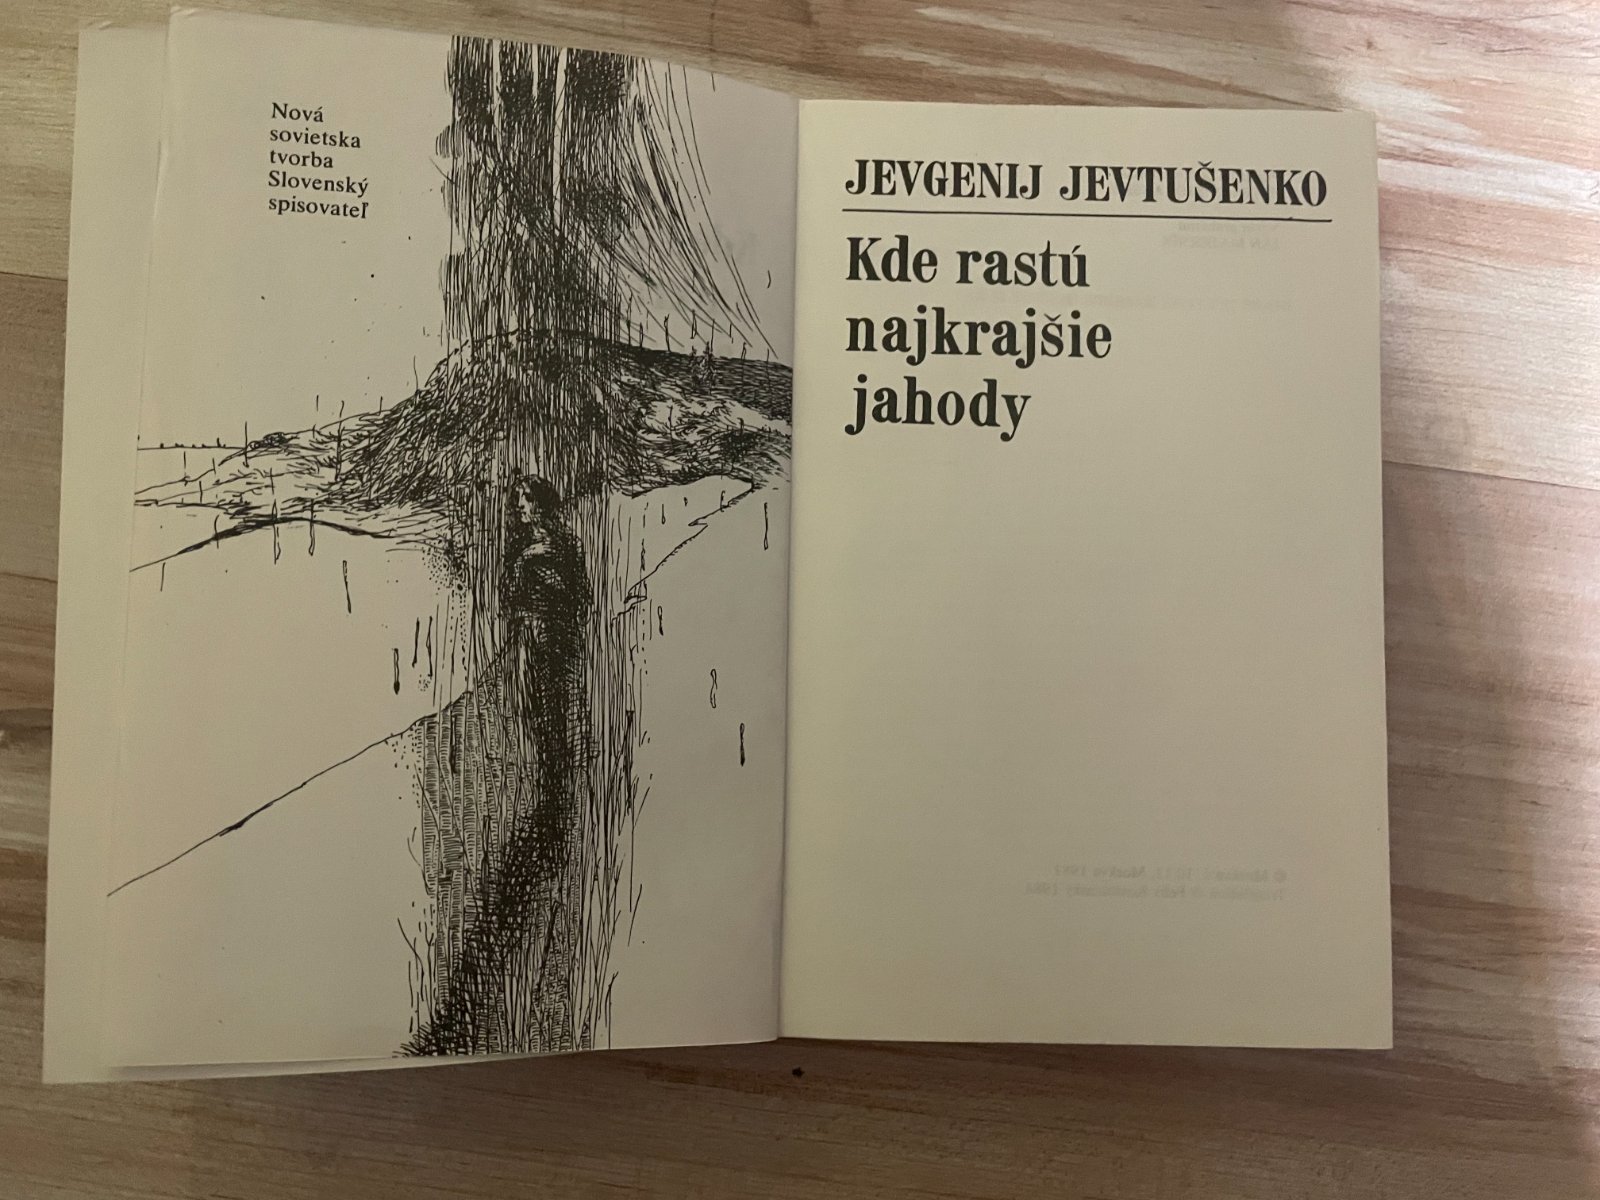 Nová
sovietska
tvorba
Slovenský
spisovateľ
JEVGENIJ JEVTUŠENKO
Kde rastú
najkrajšie
jahody